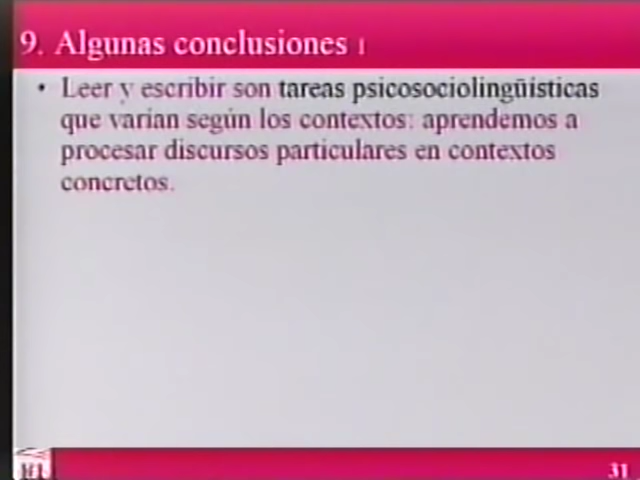 9. Algunas conclusiones 1
• Leer y escribir son tareas psicosociolingüísticas
que varían según los contextos: aprendemos a
procesar discursos particulares en contextos
concretos.
31